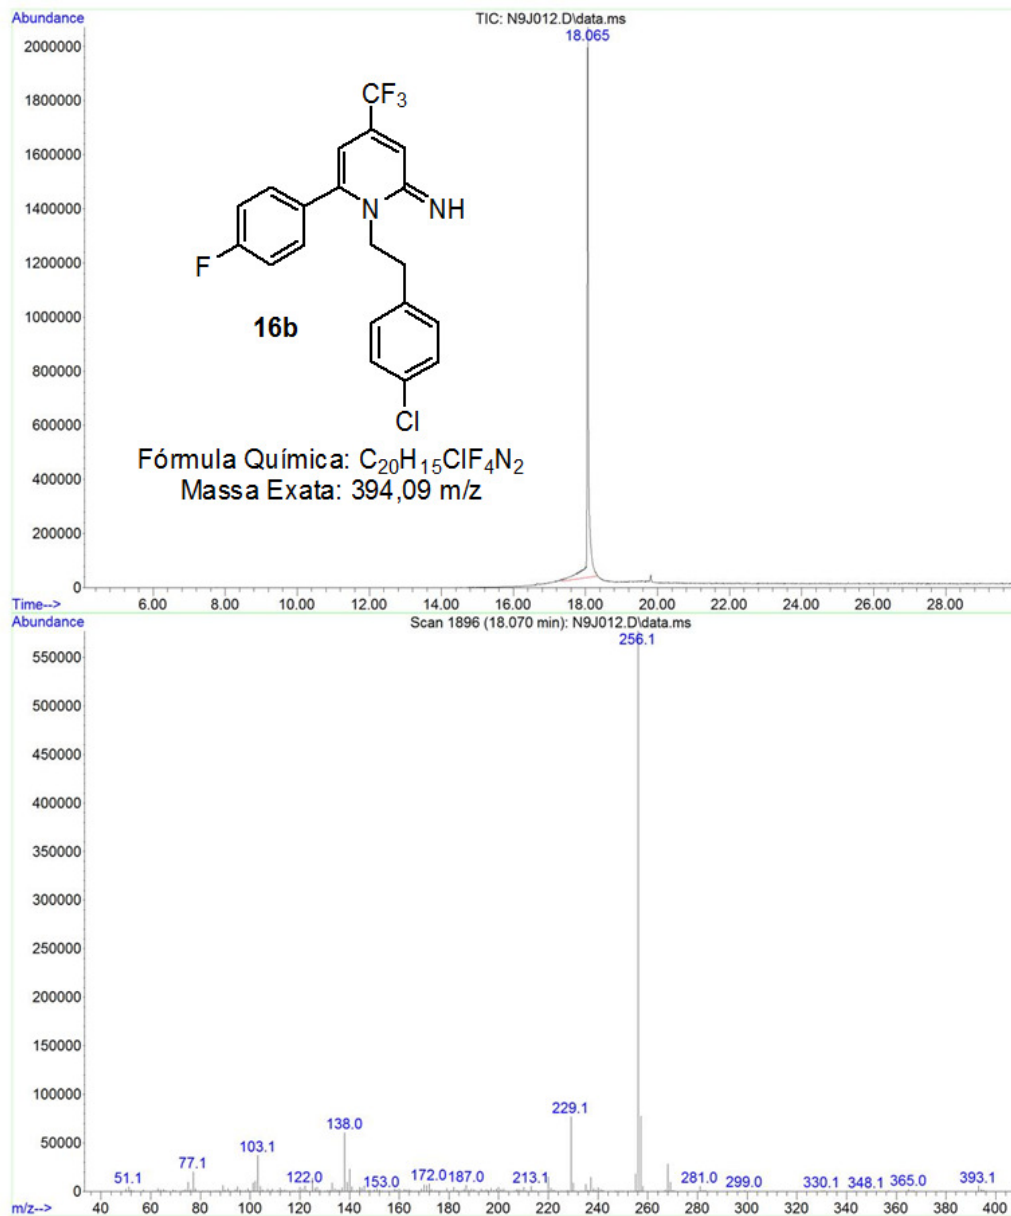 Abundance
TIC: N9J012.D\data.ms
18.065
2000000
1800000
1600000
1400000
1200000
1000000
800000
600000
400000
200000
0
CF3
N
NH
F
16b
Cl
Fórmula Química: C20H15ClF4N2
Massa Exata: 394,09 m/z
6.00 8.00 10.00 12.00 14.00 16.00 18.00 20.00 22.00 24.00 26.00 28.00
Time-->
Abundance
Scan 1896 (18.070 min): N9J012.D\data.ms
256.1
550000
500000
450000
400000
350000
300000
250000
200000
150000
100000
50000
0
229.1
138.0
103.1
77.1
51.1 122.0 153.0 172.0 187.0 213.1 281.0 299.0 330.1 348.1 365.0 393.1
40 60 80 100 120 140 160 180 200 220 240 260 280 300 320 340 360 380 400
m/z-->